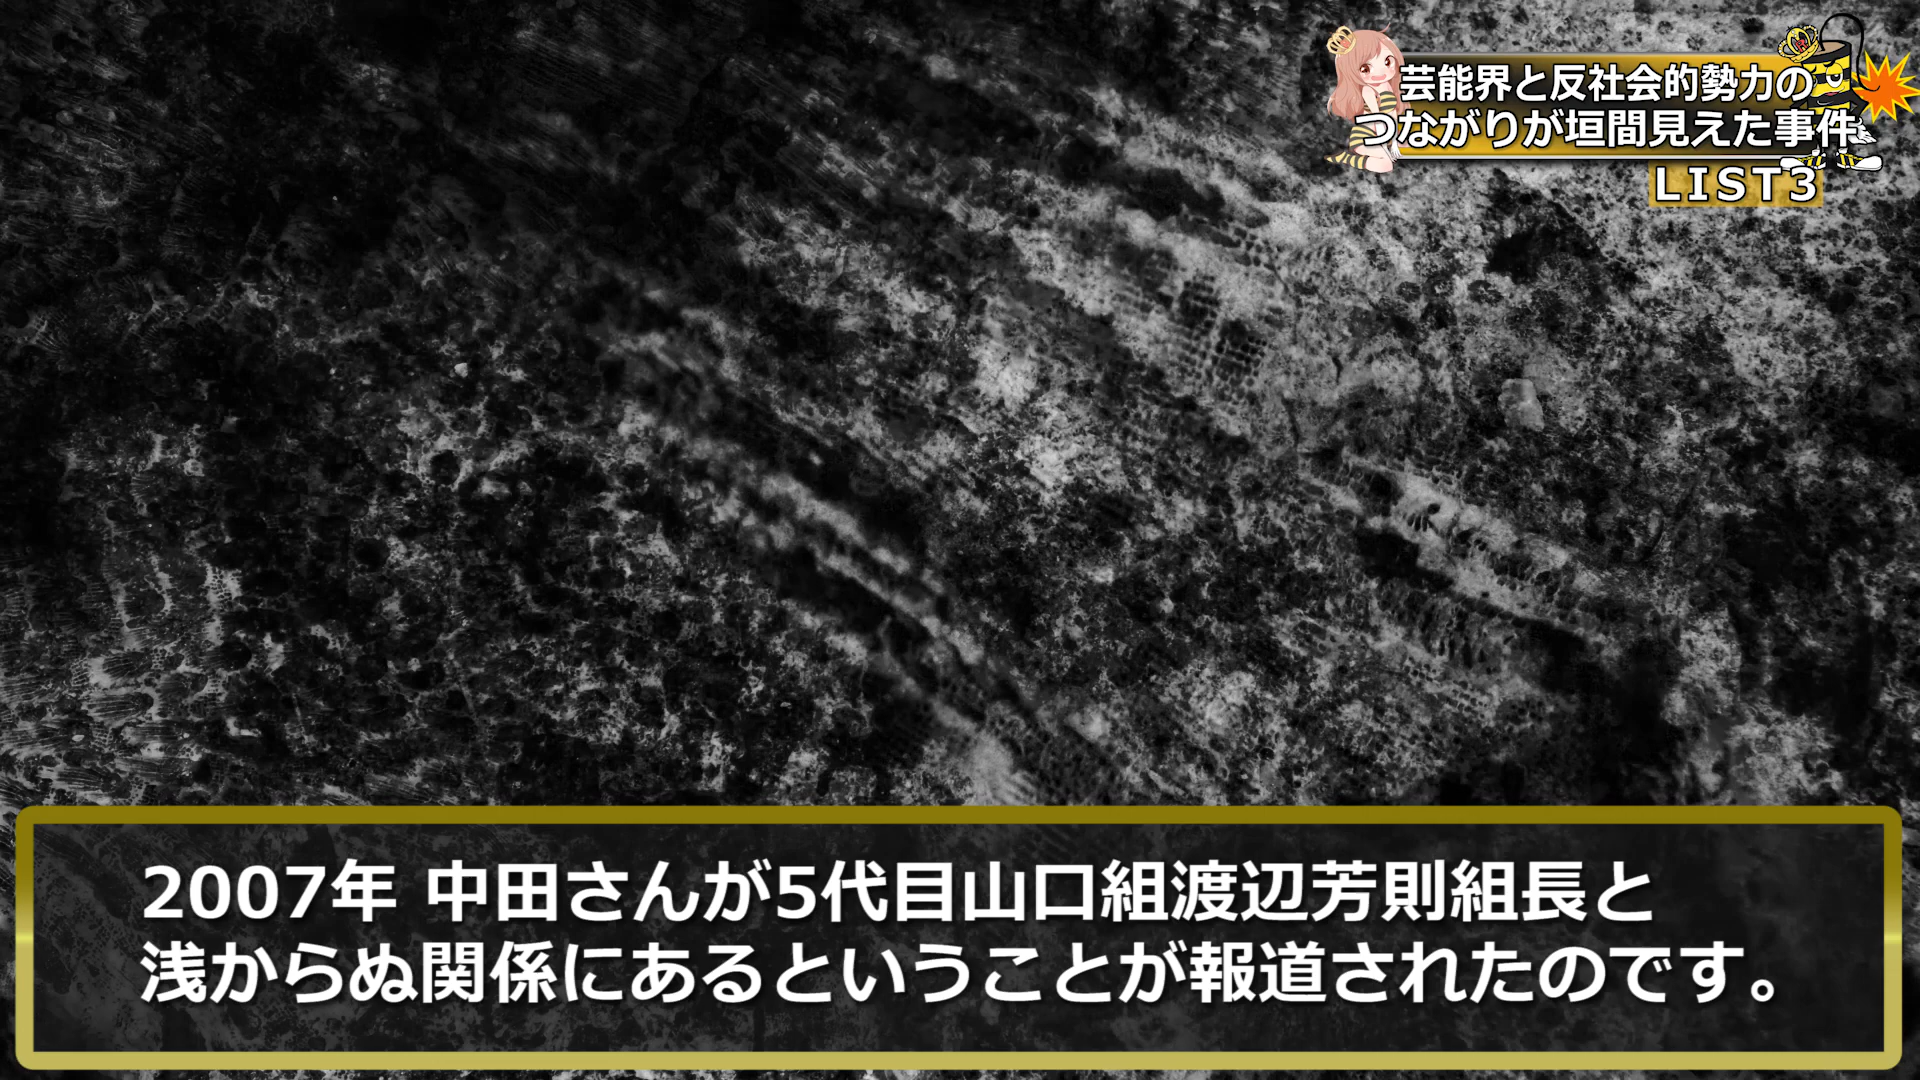 芸能界と反社会的勢力の
つながりが垣間見えた事件
LIST3
2007年 中田さんが5代目山口組渡辺芳則組長と
浅からぬ関係にあるということが報道されたのです。